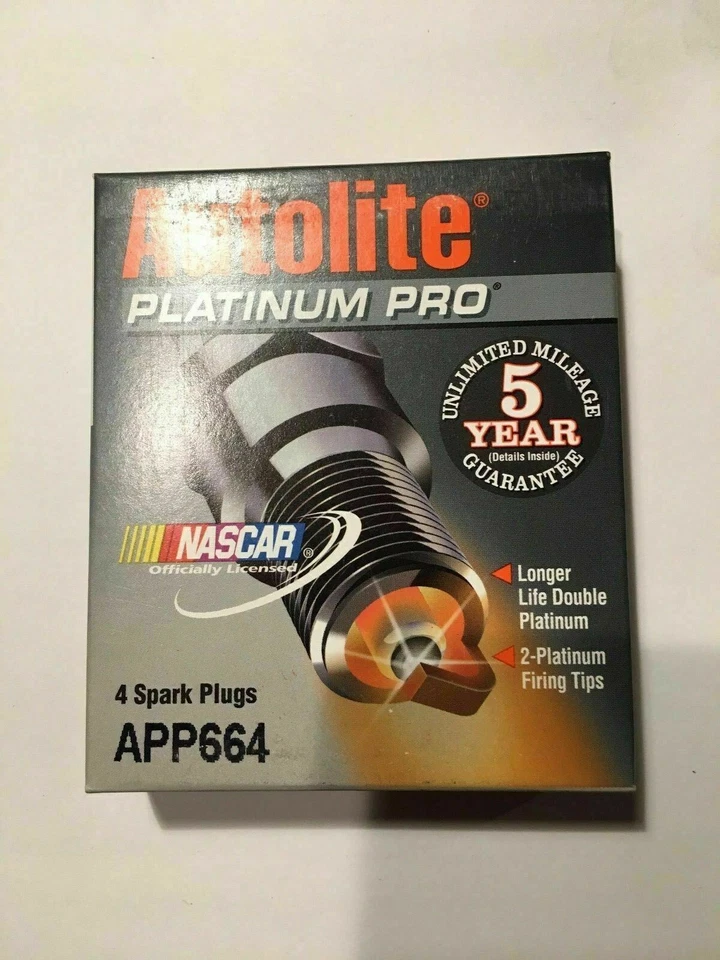 Autolite®
PLATINUM PRO®
UNLIMITED MILEAGE
5
YEAR
(Details Inside)
GUARANTEE
NASCAR®
Officially Licensed
Longer
Life Double
Platinum
2-Platinum
Firing Tips
4 Spark Plugs
APP664